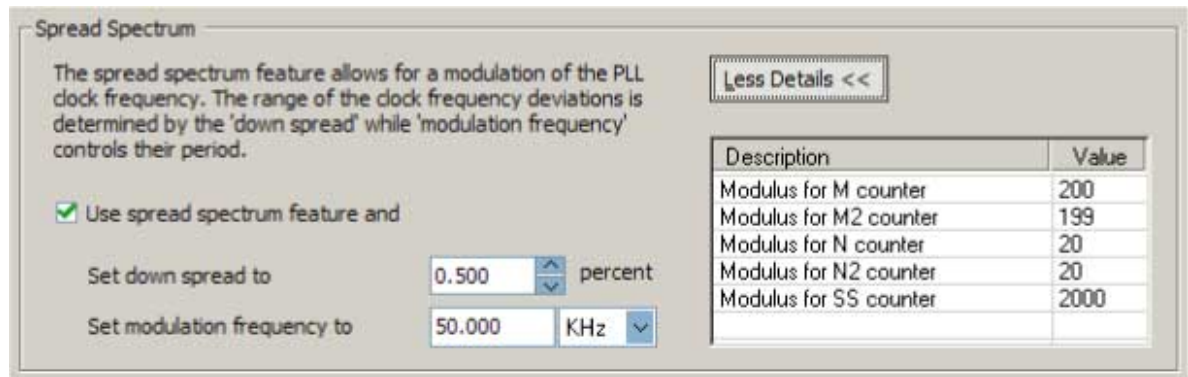 Spread Spectrum
The spread spectrum feature allows for a modulation of the PLL
clock frequency. The range of the clock frequency deviations is
determined by the 'down spread' while 'modulation frequency'
controls their period.
Use spread spectrum feature and
Set down spread to 0.500 percent
Set modulation frequency to 50.000 KHz
Less Details <<
Description Value
Modulus for M counter 200
Modulus for M2 counter 199
Modulus for N counter 20
Modulus for N2 counter 20
Modulus for SS counter 2000